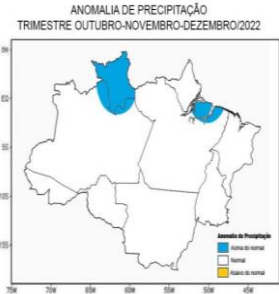 ANOMALIA DE PRECIPITAÇÃO
TRIMESTRE OUTUBRO-NOVEMBRO-DEZEMBRO/2022
5N
EQ
5S
10S
15S
75W 70W 65W 60W 55W 50W 45W
Anomalia de Precipitação
Acima do normal
Normal
Abaixo do normal